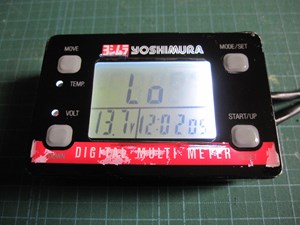 ヨシムラ YOSHIMURA
MOVE
MODE/SET
TEMP.
Lo
VOLT
START/UP
13.7V 12:02 05
DIGITAL MULTI METER